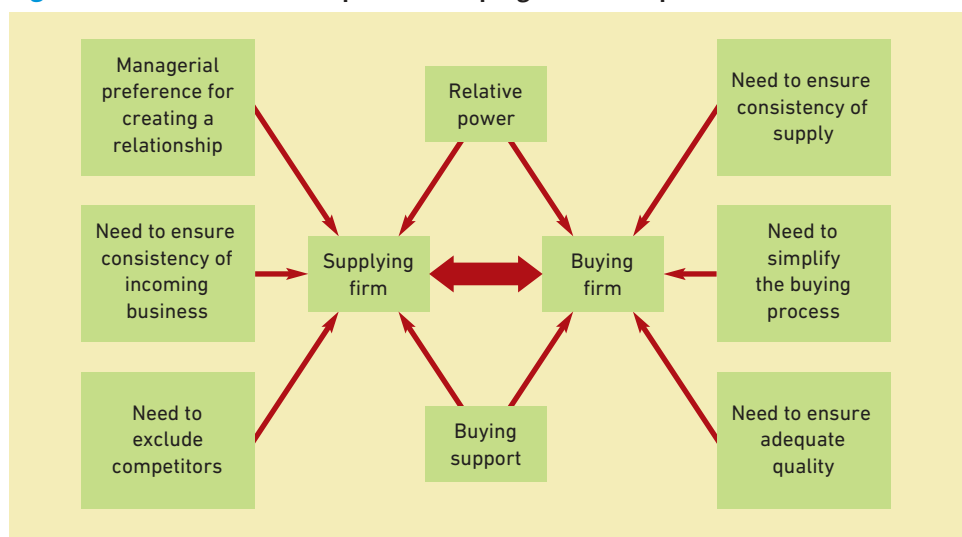 Managerial
preference for
creating a
relationship
Relative
power
Need to ensure
consistency of
supply
Need to ensure
consistency of
incoming
business
Supplying
firm
Buying
firm
Need to
simplify
the buying
process
Need to
exclude
competitors
Buying
support
Need to ensure
adequate
quality